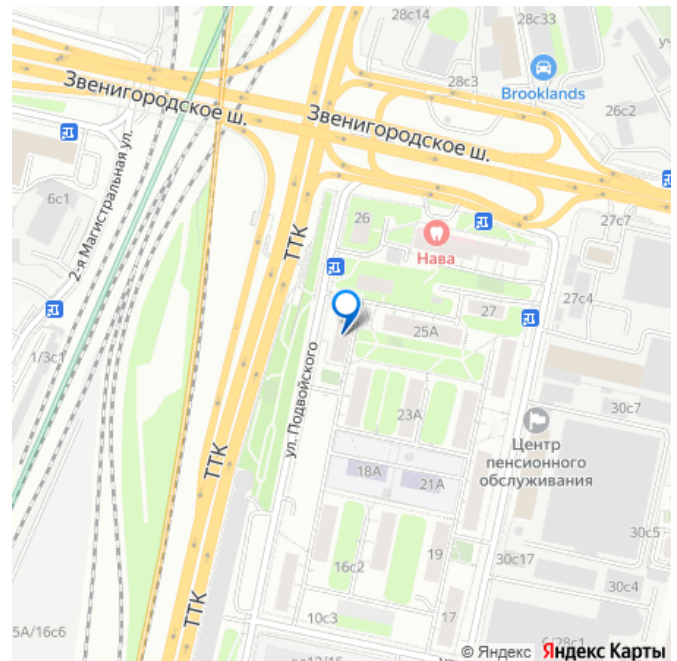 28с14
28с33
уч
28с3
Brooklands
26с2
Звенигородское ш.
Звенигородское ш.
2-я Магистральная ул.
6с1
ТТК
26
Нава
27с7
27с4
27
25А
1/3с1
ул. Подвойского
23А
30с7
Центр
пенсионного
обслуживания
ТТК
18А
21А
30с5
19
30с17
16с2
30с4
ТТК
10с3
17
5А/16с6
6/28с1
© Яндекс Яндекс Карты